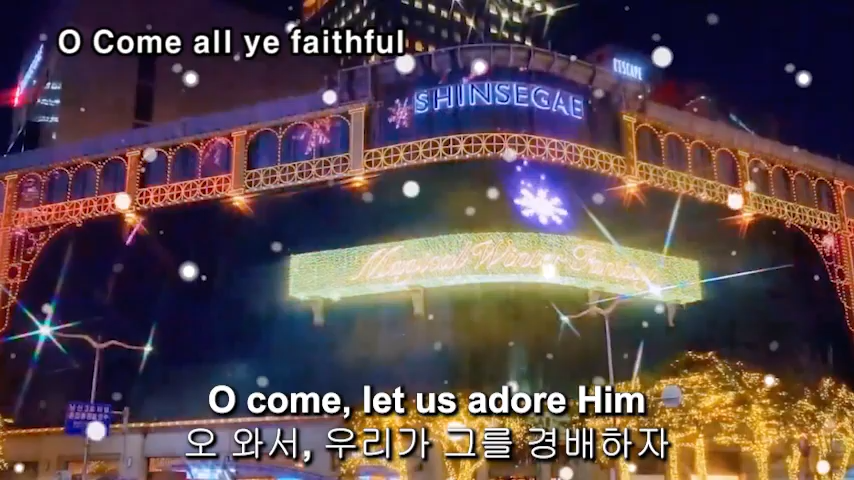 O Come all ye faithful
L'ESCAPE
SHINSEGAE
Magical Winter Fantasy
O come, let us adore Him
오 와서, 우리가 그를 경배하자